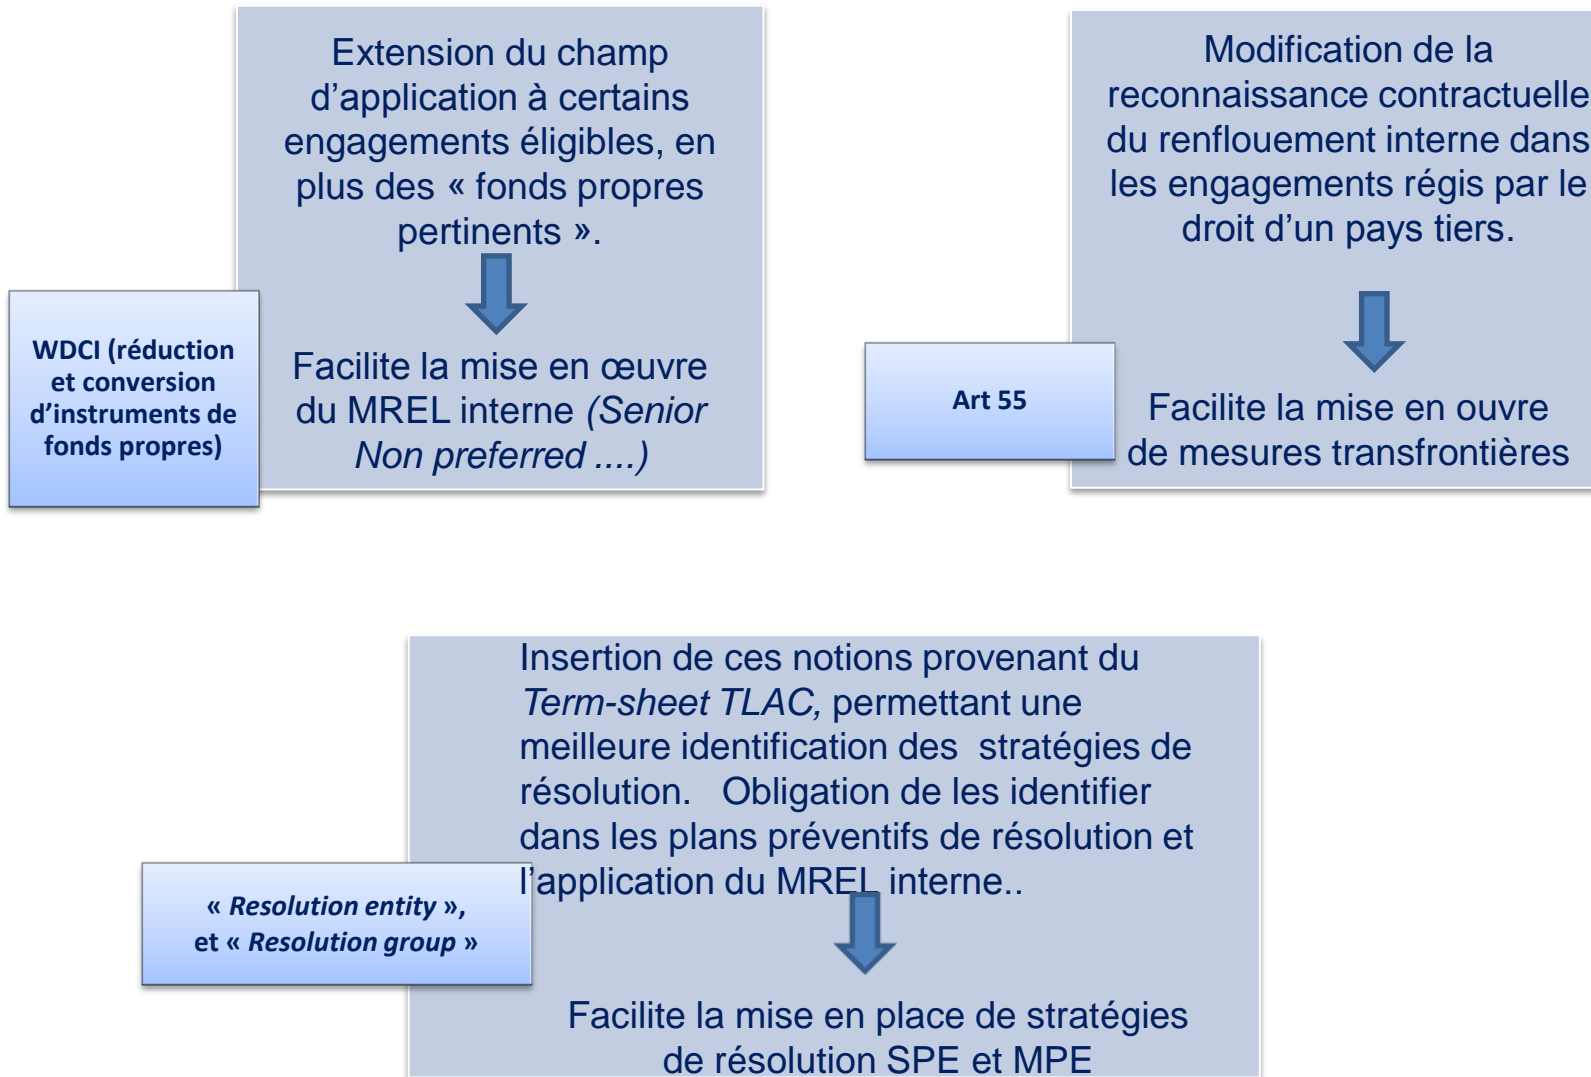 Extension du champ
d’application à certains
engagements éligibles, en
plus des « fonds propres
pertinents ».
WDCI (réduction
et conversion
d’instruments de
fonds propres)
Facilite la mise en œuvre
du MREL interne (Senior
Non preferred ....)
Modification de la
reconnaissance contractuelle
du renflouement interne dans
les engagements régis par le
droit d’un pays tiers.
Art 55
Facilite la mise en ouvre
de mesures transfrontières
Insertion de ces notions provenant du
Term-sheet TLAC, permettant une
meilleure identification des stratégies de
résolution. Obligation de les identifier
dans les plans préventifs de résolution et
l’application du MREL interne..
« Resolution entity »,
et « Resolution group »
Facilite la mise en place de stratégies
de résolution SPE et MPE